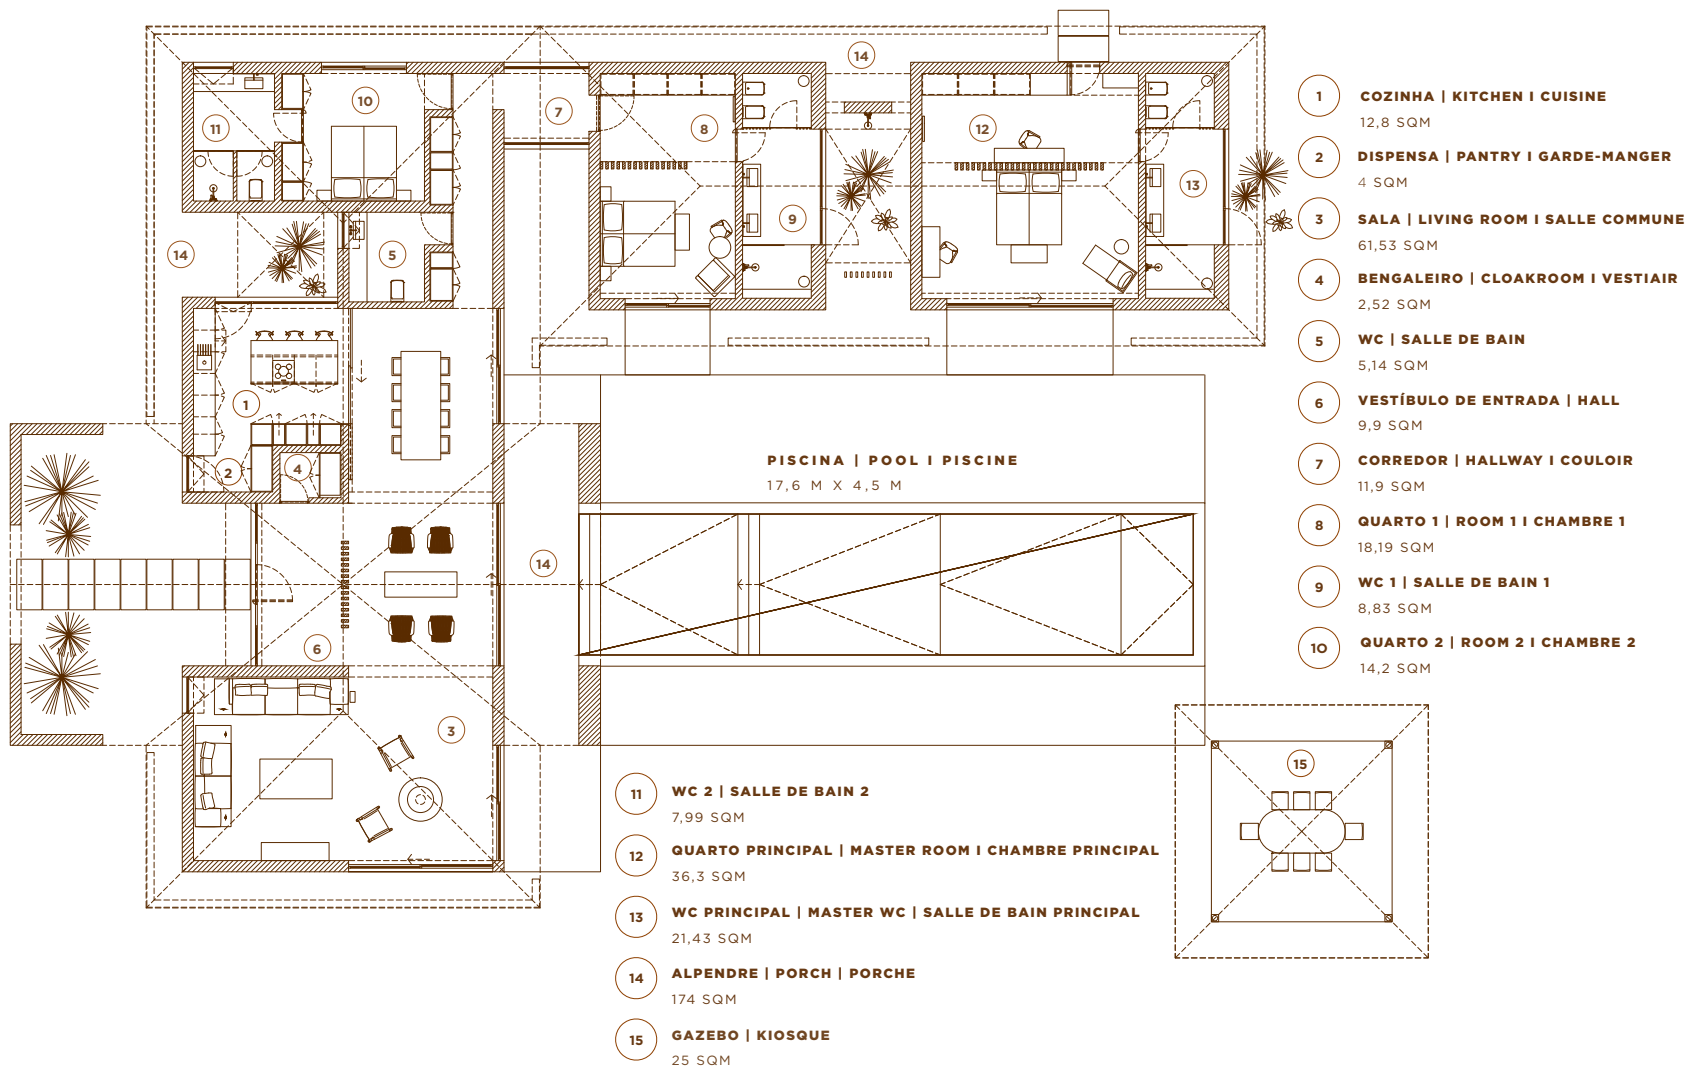 14
10
11
7
8
12
13
9
5
14
1
2
4
14
6
3
15
PISCINA | POOL I PISCINE
17,6 M X 4,5 M
1 COZINHA | KITCHEN I CUISINE
12,8 SQM
2 DISPENSA | PANTRY I GARDE-MANGER
4 SQM
3 SALA | LIVING ROOM I SALLE COMMUNE
61,53 SQM
4 BENGALEIRO | CLOAKROOM I VESTIAIR
2,52 SQM
5 WC | SALLE DE BAIN
5,14 SQM
6 VESTÍBULO DE ENTRADA | HALL
9,9 SQM
7 CORREDOR | HALLWAY I COULOIR
11,9 SQM
8 QUARTO 1 | ROOM 1 I CHAMBRE 1
18,19 SQM
9 WC 1 | SALLE DE BAIN 1
8,83 SQM
10 QUARTO 2 | ROOM 2 I CHAMBRE 2
14,2 SQM
11 WC 2 | SALLE DE BAIN 2
7,99 SQM
12 QUARTO PRINCIPAL | MASTER ROOM I CHAMBRE PRINCIPAL
36,3 SQM
13 WC PRINCIPAL | MASTER WC | SALLE DE BAIN PRINCIPAL
21,43 SQM
14 ALPENDRE | PORCH | PORCHE
174 SQM
15 GAZEBO | KIOSQUE
25 SQM